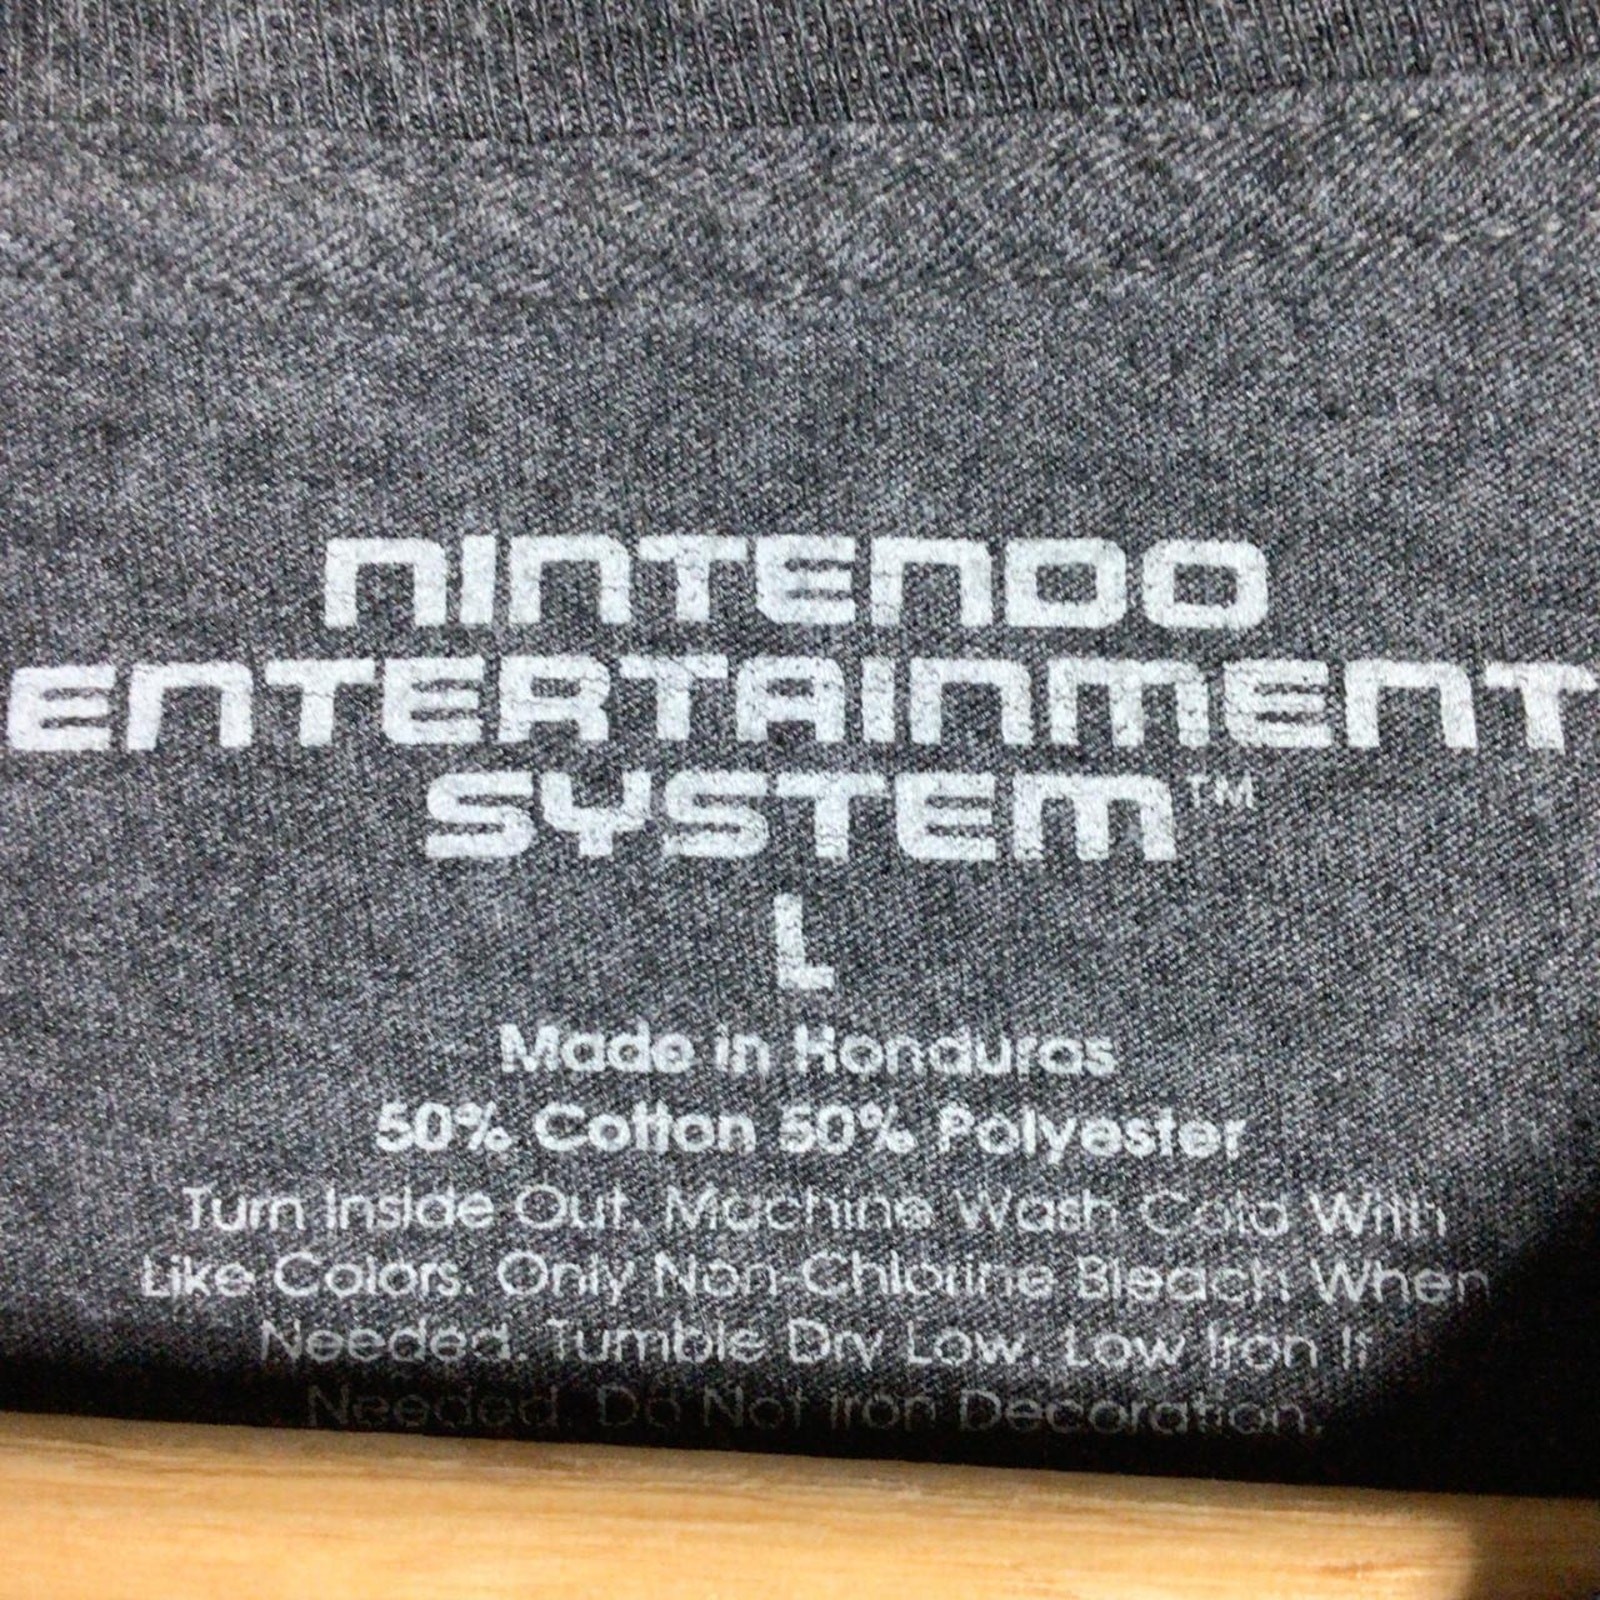 NINTENDO
ENTERTAINMENT
SYSTEM™
L
Made in Honduras
50% Cotton 50% Polyester
Turn Inside Out. Machine Wash Cold With
Like Colors. Only Non-Chlorine Bleach When
Needed. Tumble Dry Low. Low Iron If
Needed. Do Not Iron Decoration.